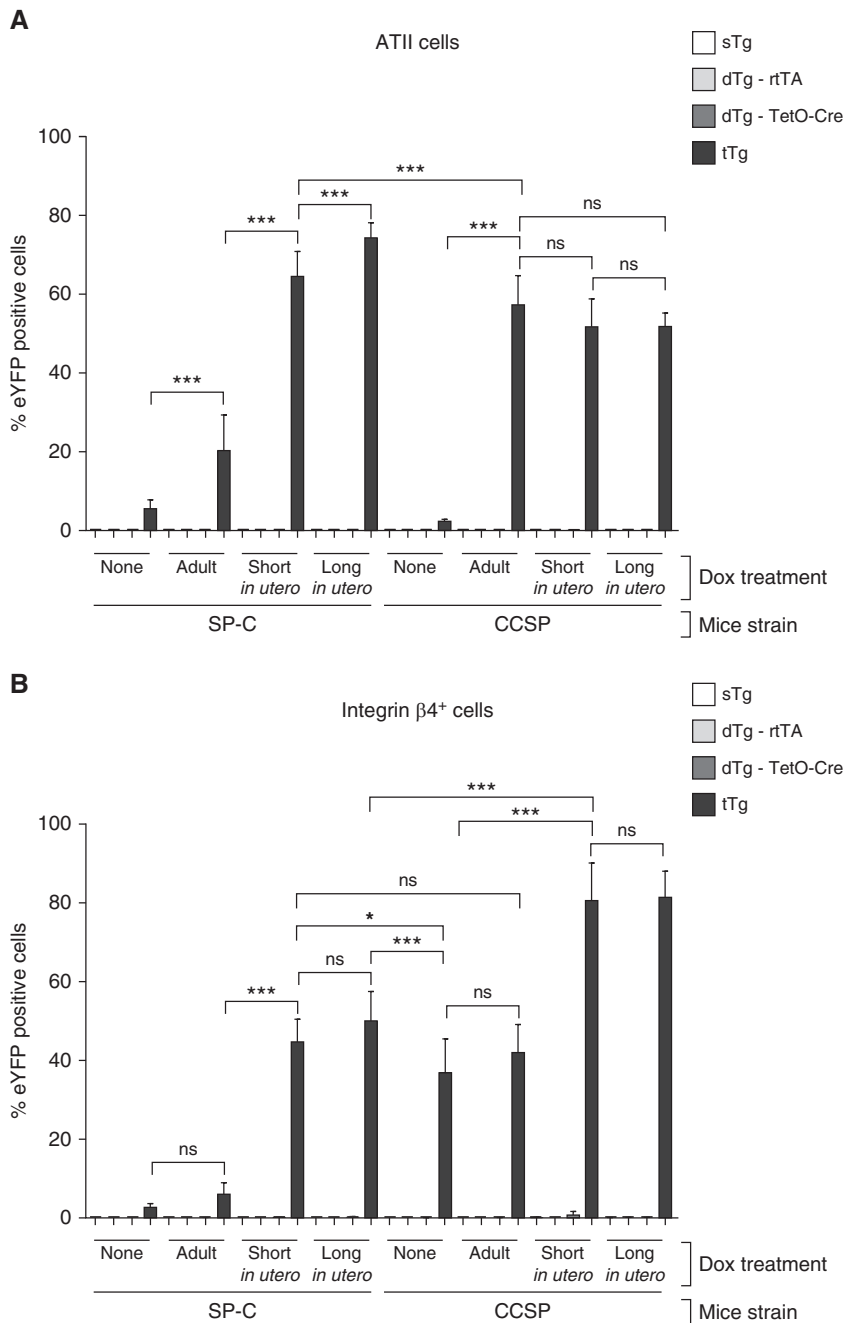 A
ATII cells
sTg
dTg - rtTA
dTg - TetO-Cre
tTg
% eYFP positive cells
100
80
60
40
20
0
***
***
***
***
***
ns
ns
ns
None
Adult
Short
in utero
Long
in utero
None
Adult
Short
in utero
Long
in utero
Dox treatment
SP-C
CCSP
Mice strain
B
Integrin β4⁺ cells
sTg
dTg - rtTA
dTg - TetO-Cre
tTg
% eYFP positive cells
100
80
60
40
20
0
***
***
ns
ns
*
***
ns
***
ns
ns
None
Adult
Short
in utero
Long
in utero
None
Adult
Short
in utero
Long
in utero
Dox treatment
SP-C
CCSP
Mice strain